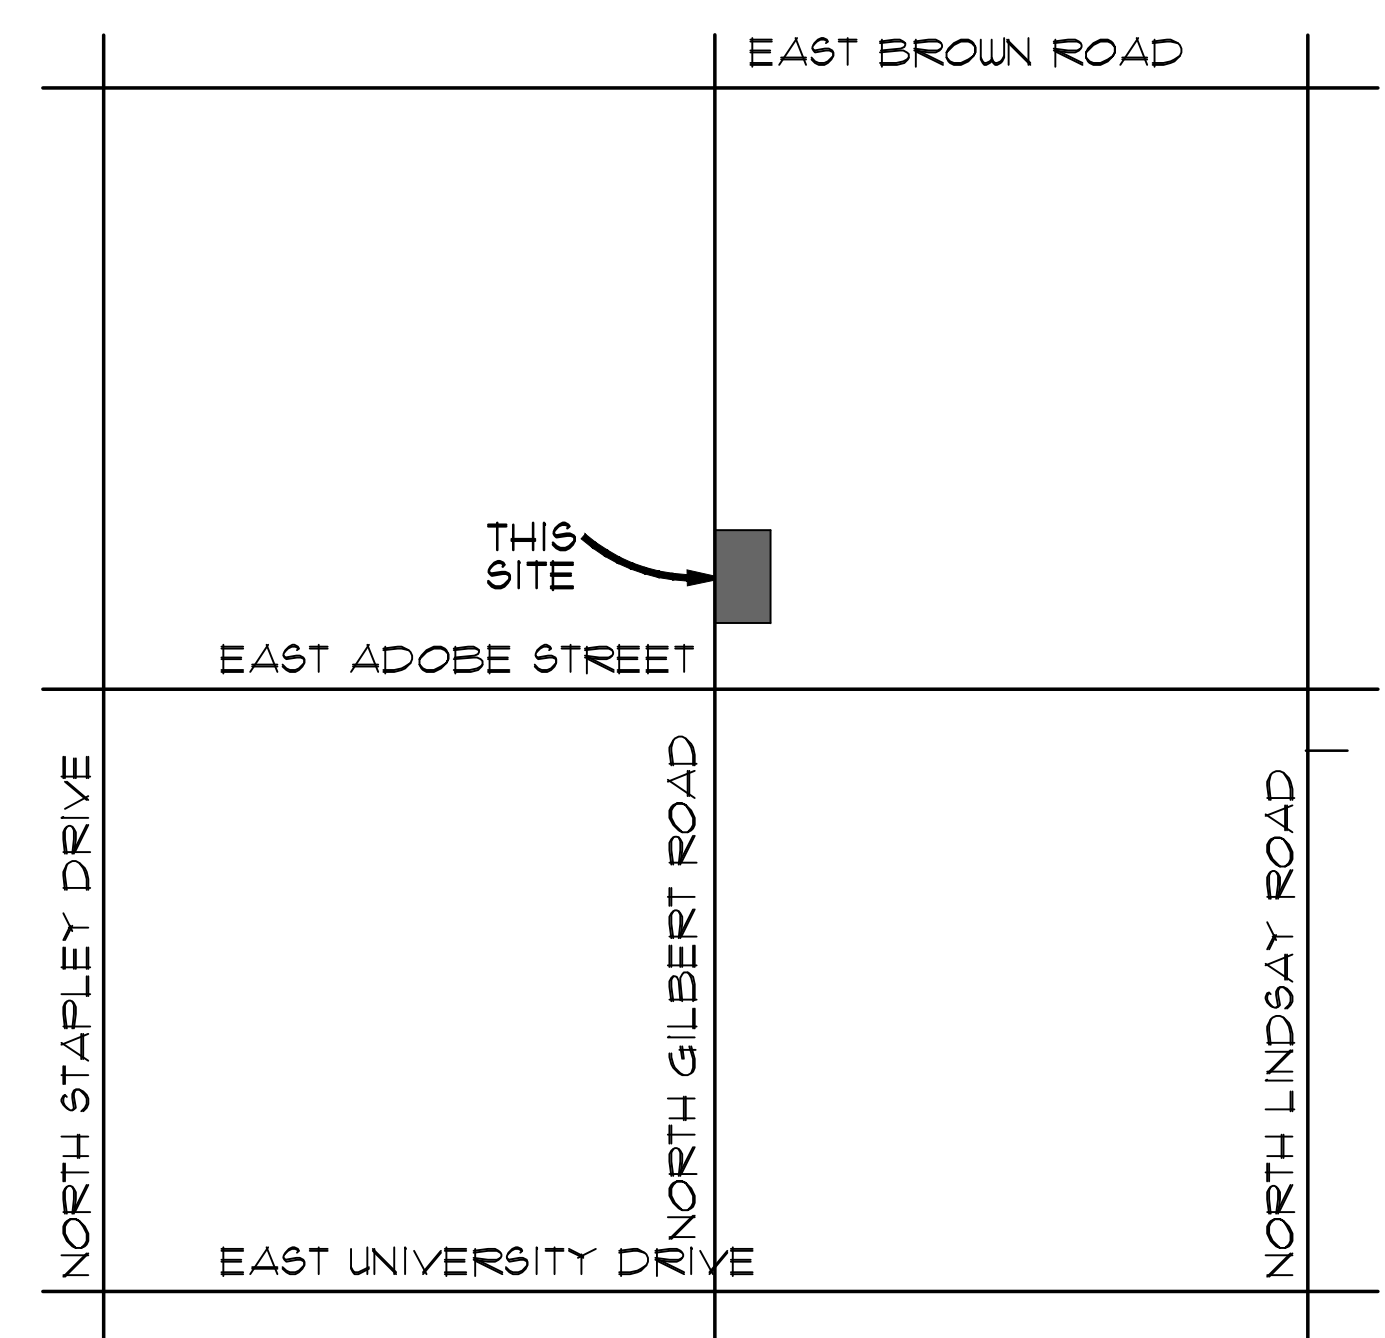 EAST BROWN ROAD
THIS
SITE
EAST ADOBE STREET
NORTH STAPLEY DRIVE
NORTH GILBERT ROAD
NORTH LINDSAY ROAD
EAST UNIVERSITY DRIVE